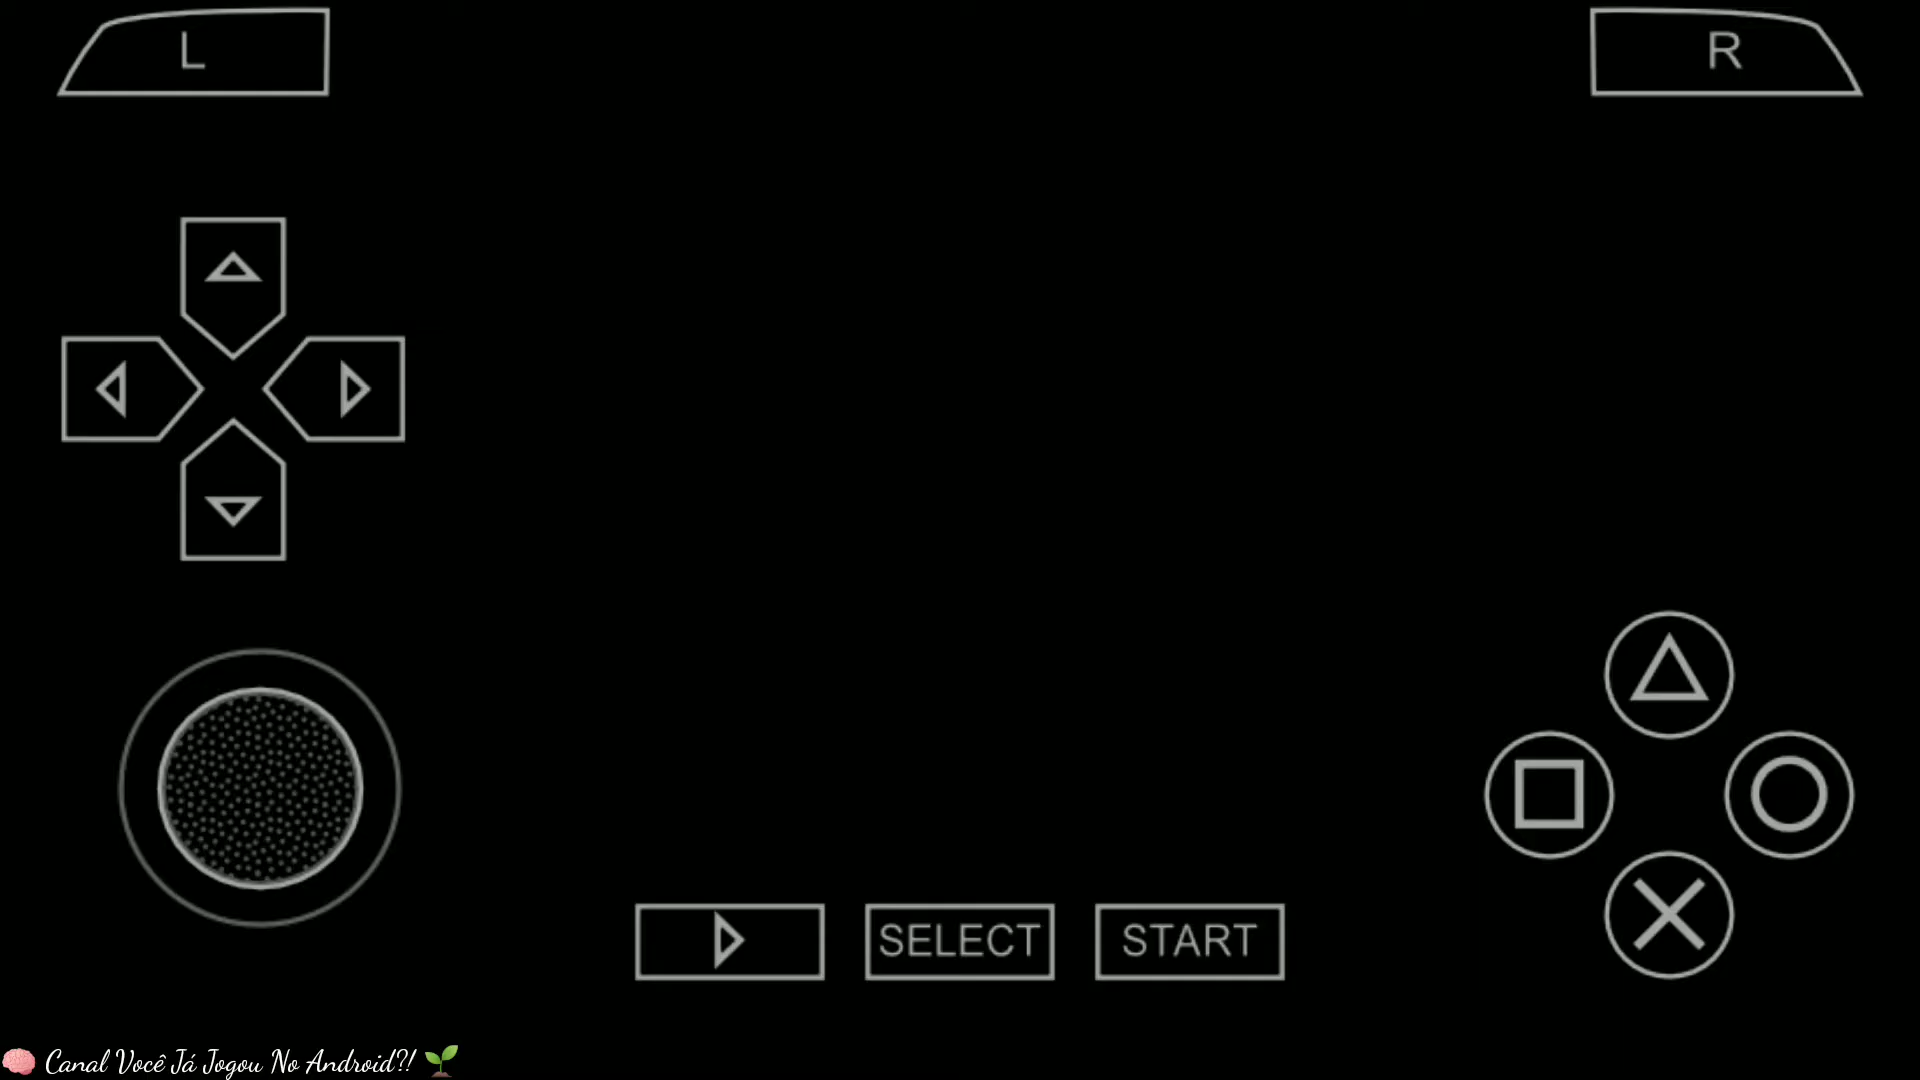 L
R
SELECT
START
🧠 Canal Você Já Jogou No Android?! 🌱